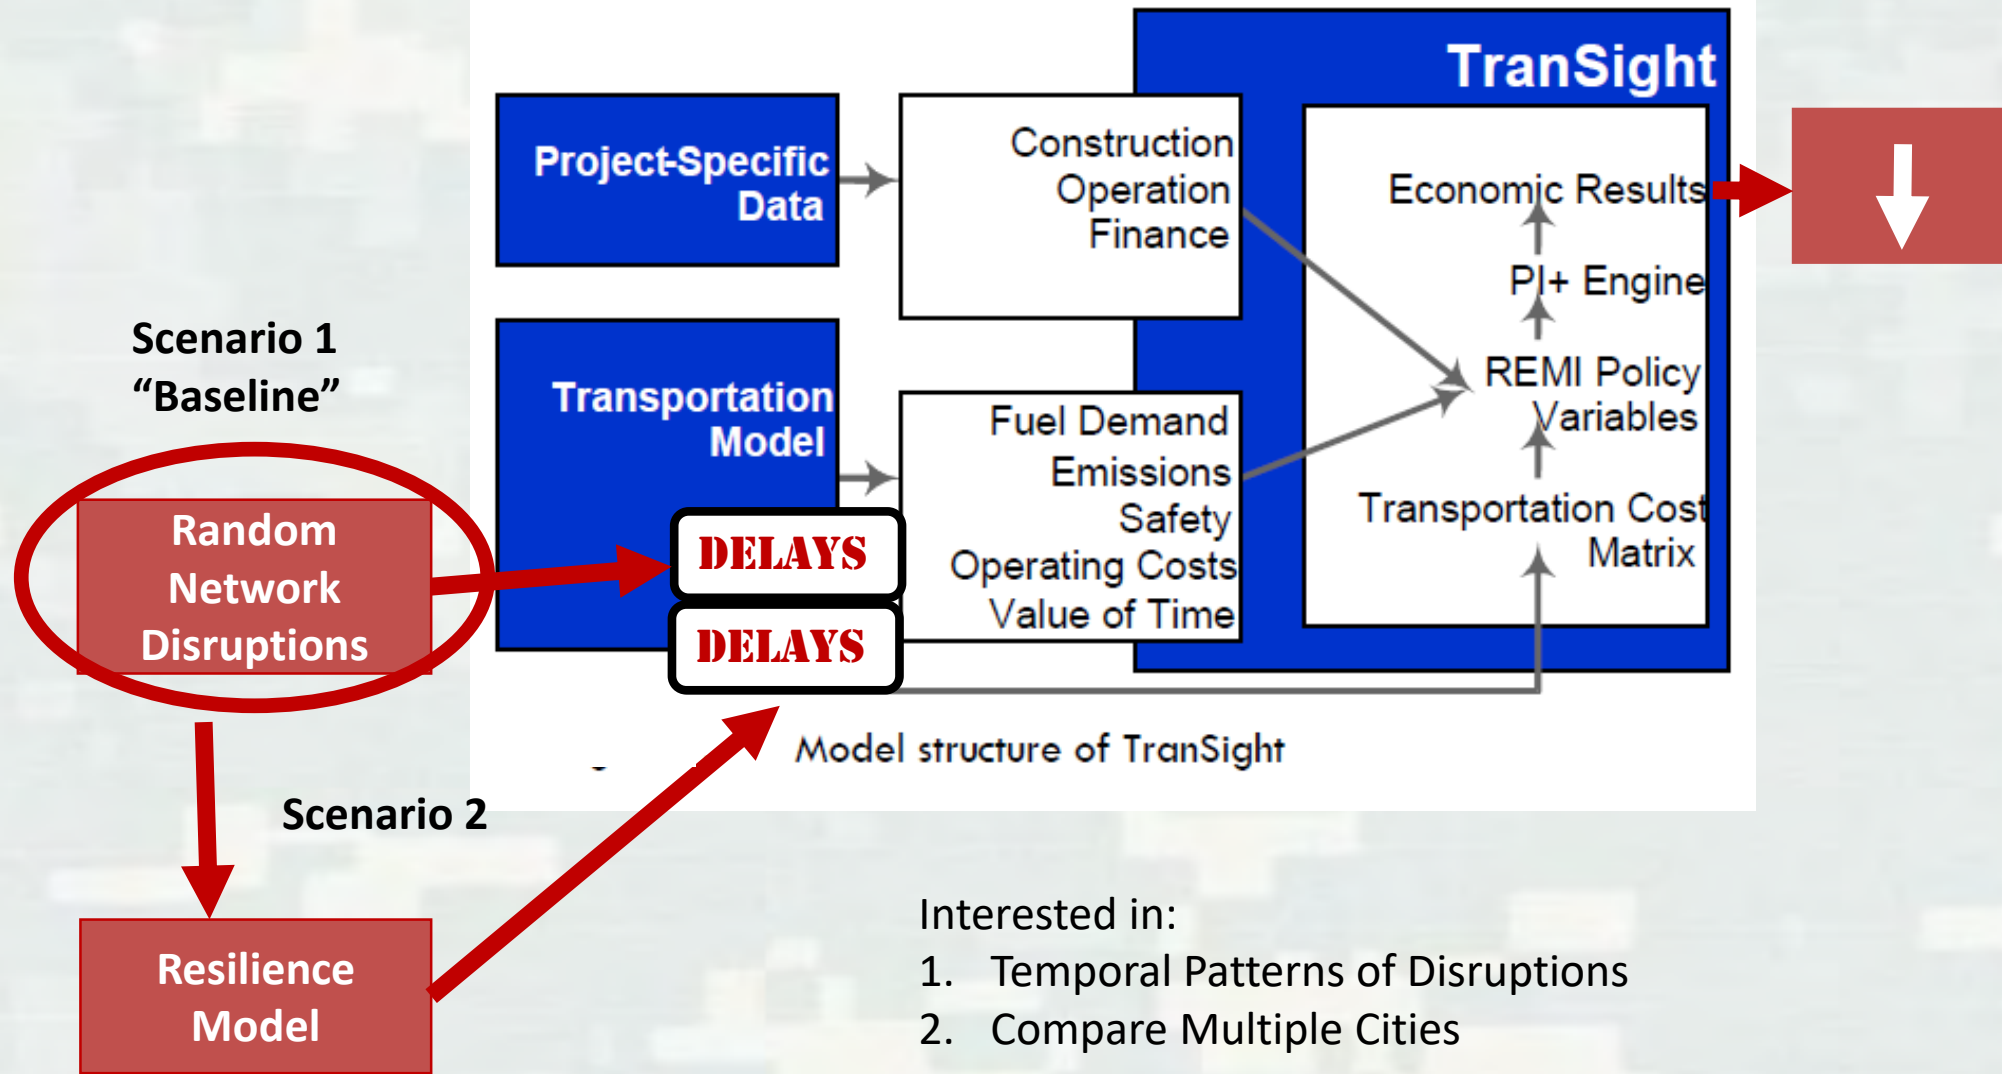 TranSight
Project-Specific
Data
Construction
Operation
Finance
Economic Results
PI+ Engine
REMI Policy
Variables
Transportation Cost
Matrix
Scenario 1
“Baseline”
Transportation
Model
Fuel Demand
Emissions
Safety
Operating Costs
Value of Time
Random
Network
Disruptions
DELAYS
DELAYS
Model structure of TranSight
Scenario 2
Resilience
Model
Interested in:
1. Temporal Patterns of Disruptions
2. Compare Multiple Cities